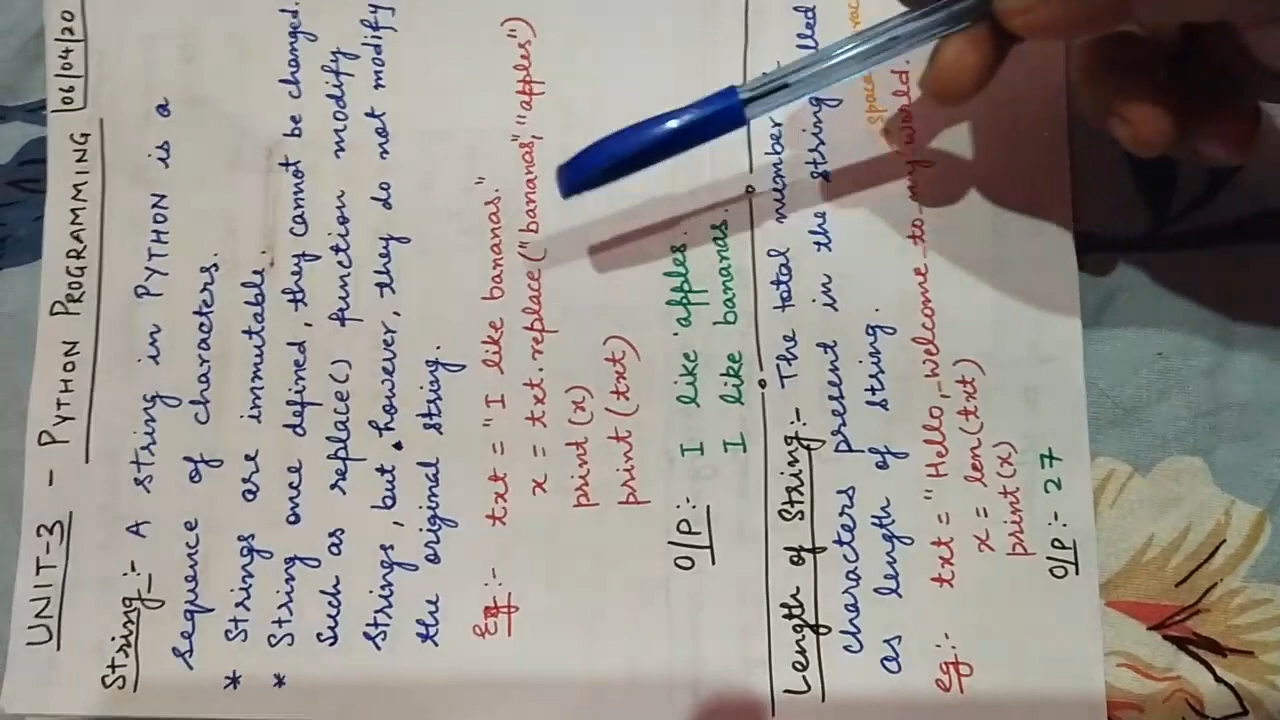 UNIT-3 - PYTHON PROGRAMMING 06/04/20
String:- A string in PYTHON is a
sequence of characters.
* Strings are immutable.
* String once defined, they cannot be changed.
Such as replace() function modify
strings, but however, they do not modify
the original string.
Eg:- txt = "I like bananas."
x = txt.replace("bananas", "apples")
print(x)
print(txt)
O/P:- I like apples.
I like bananas.
Length of String:- The total number
characters present in the string
as length of string.
space
eg:- txt = "Hello,_welcome_to_my_world.
x = len(txt)
print(x)
O/P:- 27